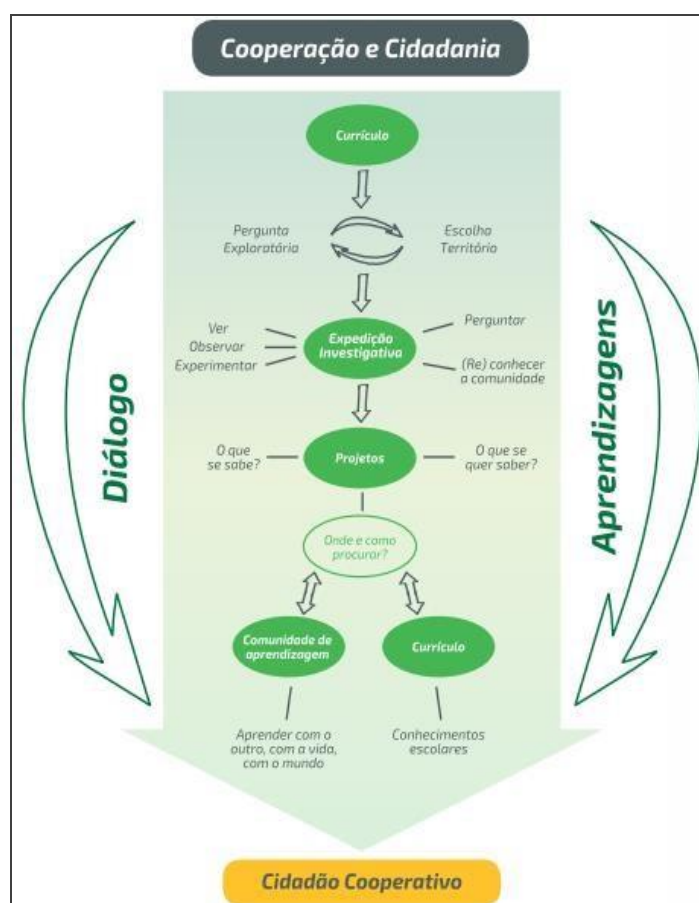 Cooperação e Cidadania
Currículo
Pergunta
Exploratória
Escolha
Território
Ver
Observar
Experimentar
Expedição
Investigativa
Perguntar
(Re) conhecer
a comunidade
O que
se sabe?
Projetos
O que se
quer saber?
Onde e como
procurar?
Comunidade de
aprendizagem
Currículo
Aprender com o
outro, com a vida,
com o mundo
Conhecimentos
escolares
Diálogo
Aprendizagens
Cidadão Cooperativo